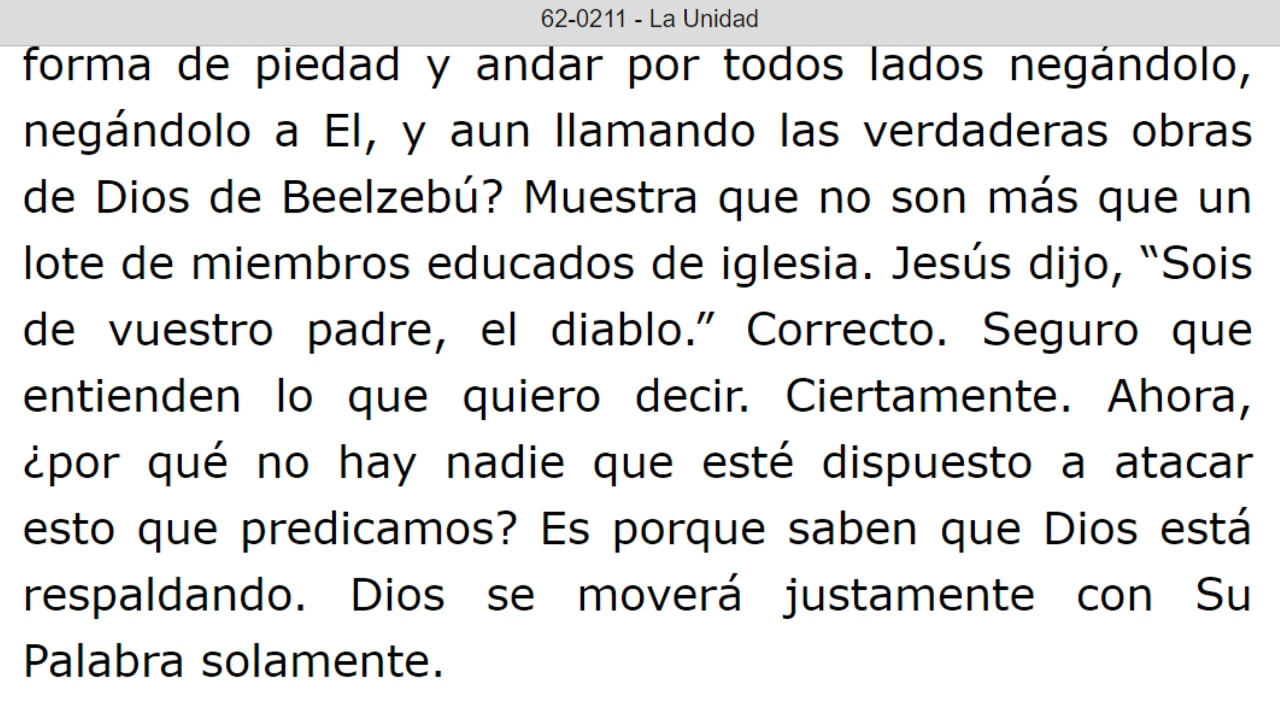 62-0211 - La Unidad
forma de piedad y andar por todos lados negándolo,
negándolo a El, y aun llamando las verdaderas obras
de Dios de Beelzebú? Muestra que no son más que un
lote de miembros educados de iglesia. Jesús dijo, “Sois
de vuestro padre, el diablo.” Correcto. Seguro que
entienden lo que quiero decir. Ciertamente. Ahora,
¿por qué no hay nadie que esté dispuesto a atacar
esto que predicamos? Es porque saben que Dios está
respaldando. Dios se moverá justamente con Su
Palabra solamente.